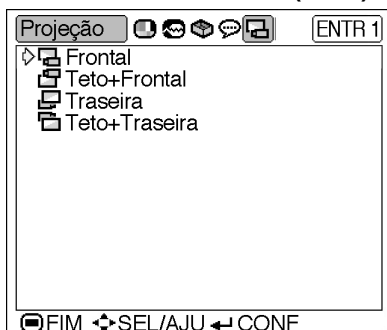 Projeção ENTR 1
Frontal
Teto+Frontal
Traseira
Teto+Traseira
FIM SEL/AJU CONF